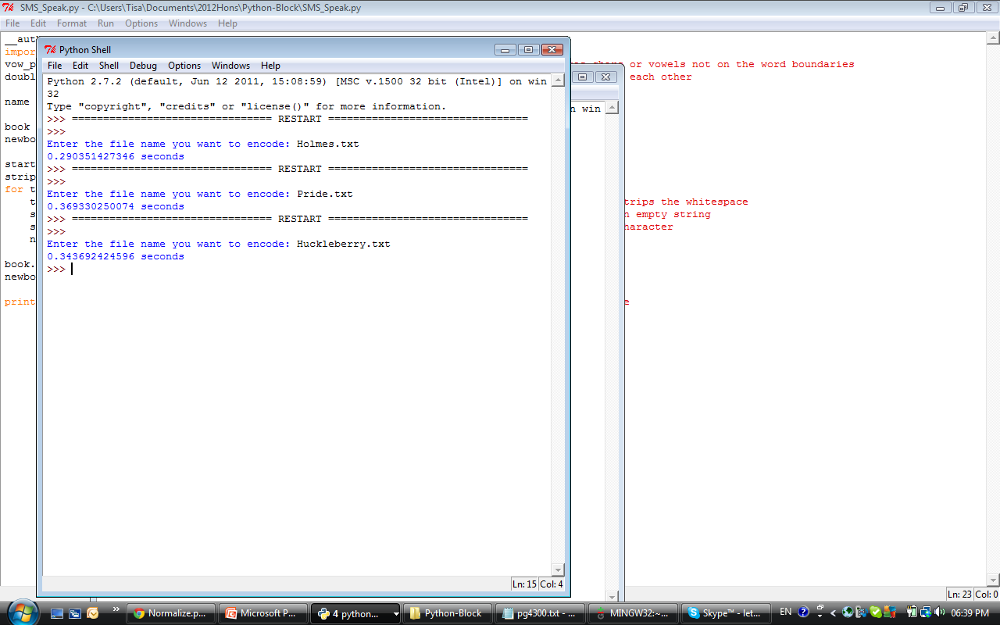 SMS_Speak.py - C:\Users\Tisa\Documents\2012Hons\Python-Block\SMS_Speak.py
File Edit Format Run Options Windows Help
or vowels not on the word boundaries
each other
name
book
start
strip
for t
trips the whitespace
empty string
haracter
book.
print
n win
Python Shell
File Edit Shell Debug Options Windows Help
Python 2.7.2 (default, Jun 12 2011, 15:08:59) [MSC v.1500 32 bit (Intel)] on win
32
Type "copyright", "credits" or "license()" for more information.
>>> ================================ RESTART ================================
>>>
Enter the file name you want to encode: Holmes.txt
0.290351427346 seconds
>>> ================================ RESTART ================================
>>>
Enter the file name you want to encode: Pride.txt
0.369330250074 seconds
>>> ================================ RESTART ================================
>>>
Enter the file name you want to encode: Huckleberry.txt
0.343692424596 seconds
>>>
Ln: 15 Col: 4
Ln: 23 Col: 0
Normalize.p... Microsoft P... 4 python... Python-Block pg4300.txt - ... MINGW32:~... Skype™ - let... EN 06:39 PM